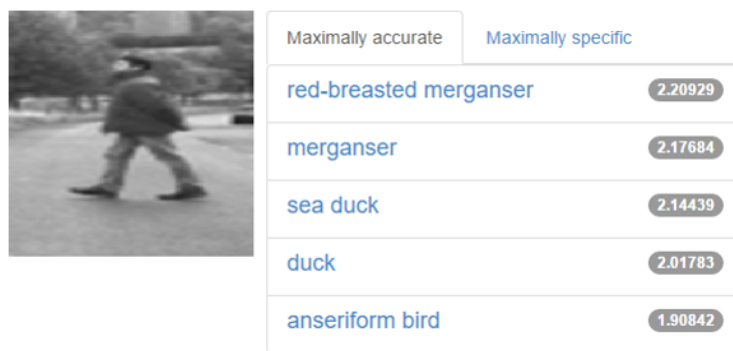 Maximally accurate Maximally specific
red-breasted merganser 2.20929
merganser 2.17684
sea duck 2.14439
duck 2.01783
anseriform bird 1.90842